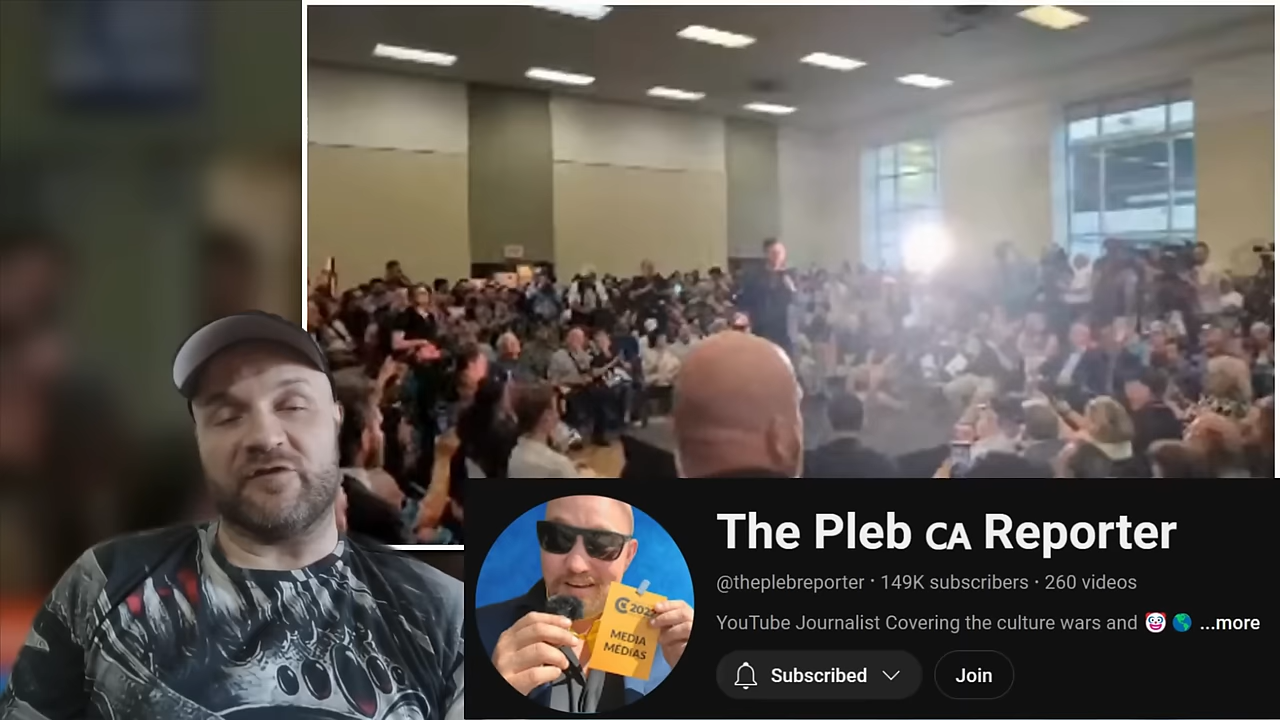 The Pleb CA Reporter
@theplebreporter · 149K subscribers · 260 videos
YouTube Journalist Covering the culture wars and 🤡 🌎 ...more
Subscribed
Join
C 2022
MEDIA
MÉDIAS